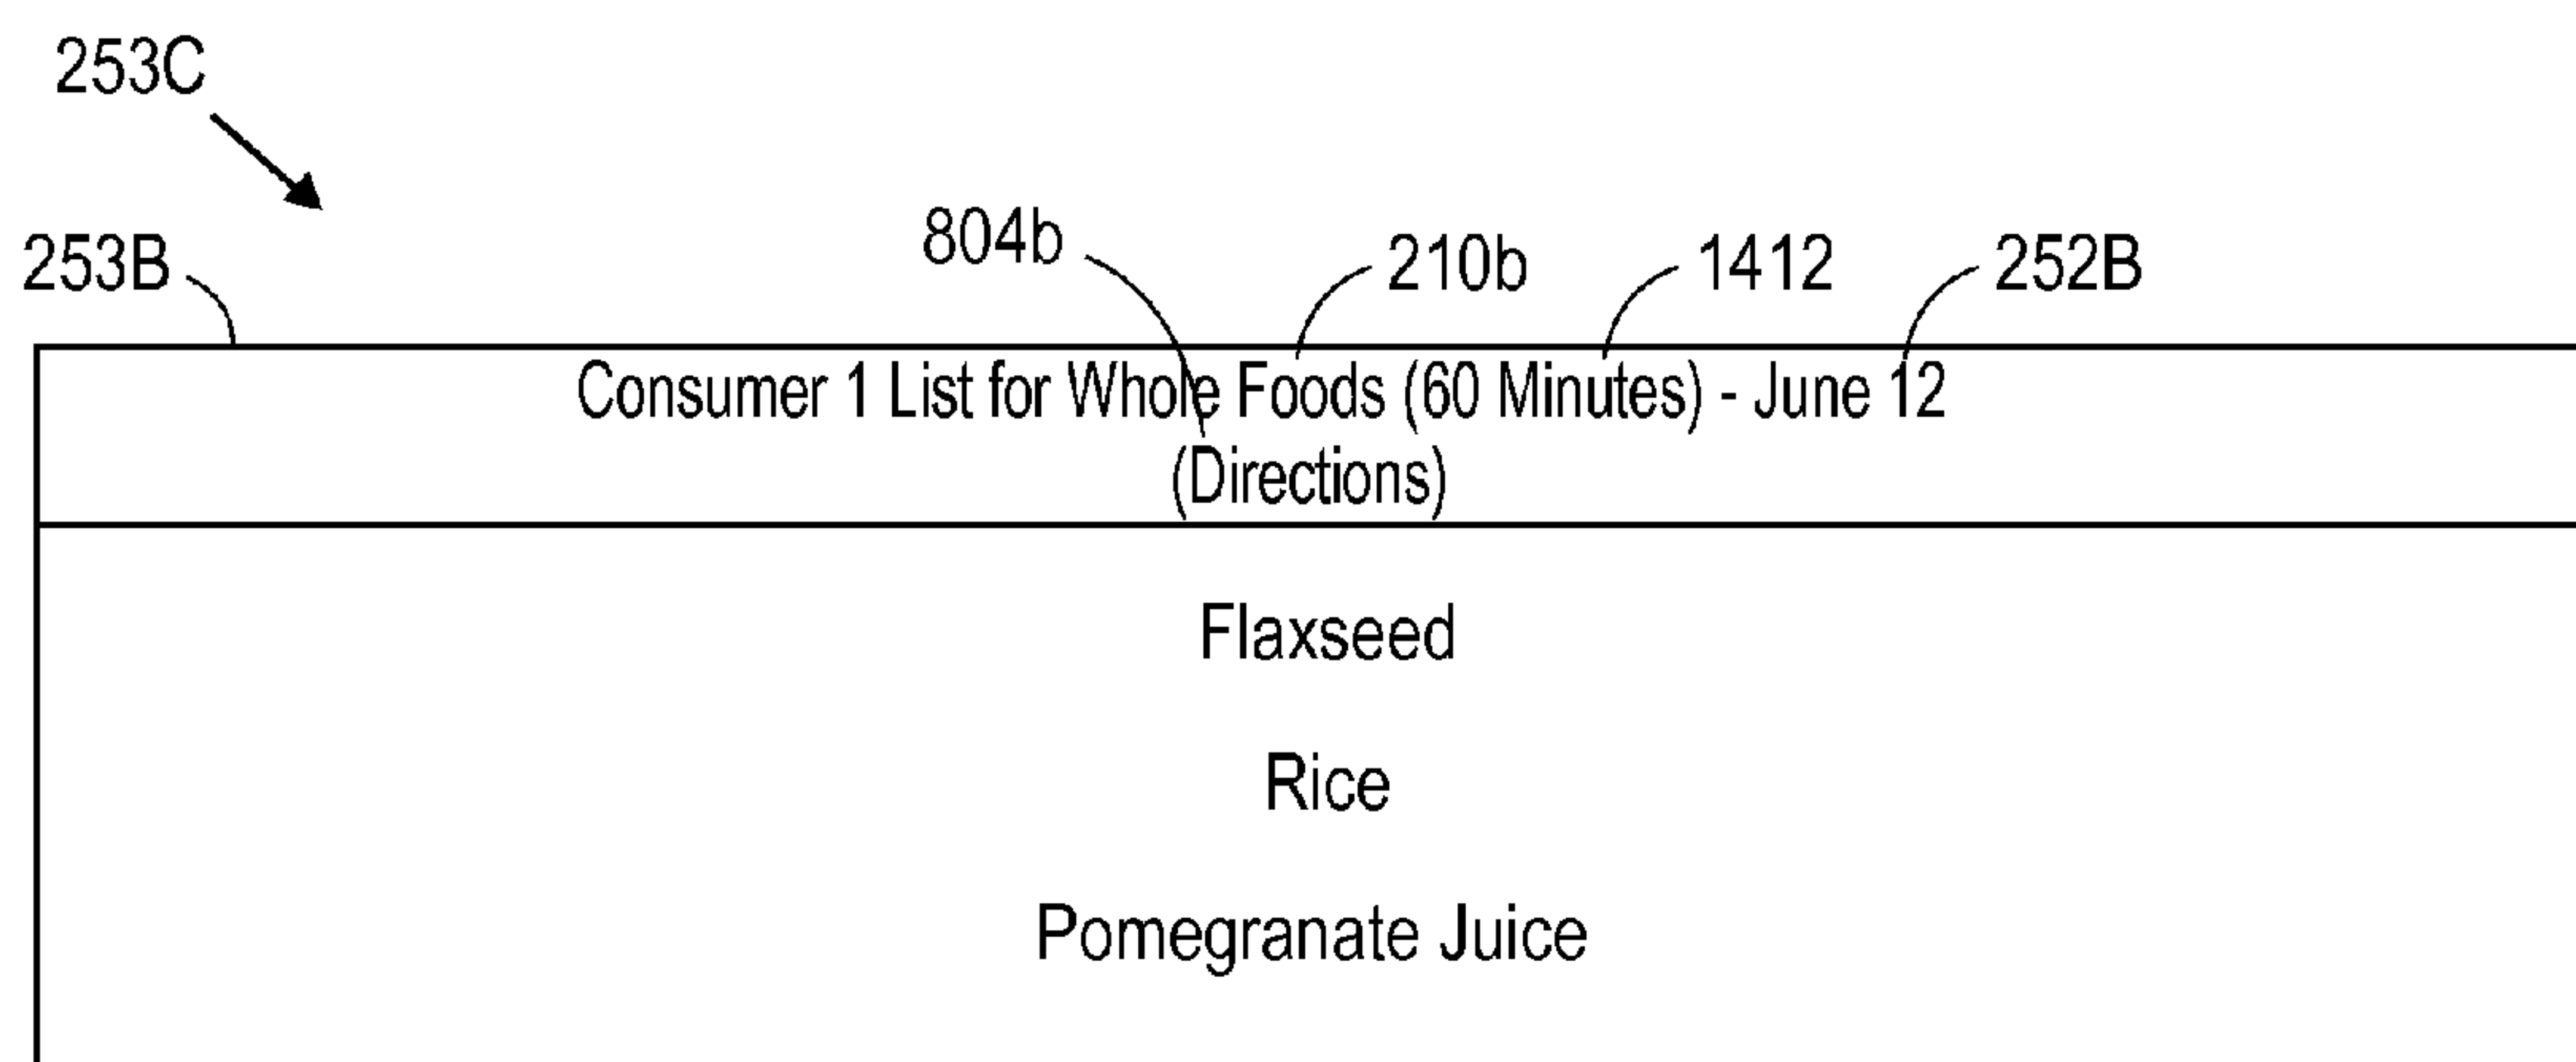 253C
804b 210b 1412 252B
253B
Consumer 1 List for Whole Foods (60 Minutes) - June 12
(Directions)
Flaxseed
Rice
Pomegranate Juice